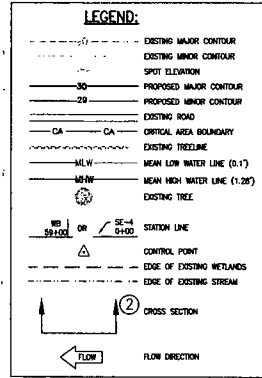 LEGEND:
EXISTING MAJOR CONTOUR
EXISTING MINOR CONTOUR
SPOT ELEVATION
30 PROPOSED MAJOR CONTOUR
29 PROPOSED MINOR CONTOUR
EXISTING ROAD
CA CA CRITICAL AREA BOUNDARY
EXISTING TREELINE
MLW MEAN LOW WATER LINE (0.1')
MHW MEAN HIGH WATER LINE (1.28')
EXISTING TREE
WB 59+00 OR SE-4 0+00 STATION LINE
CONTROL POINT
EDGE OF EXISTING WETLANDS
EDGE OF EXISTING STREAM
2 CROSS SECTION
FLOW FLOW DIRECTION